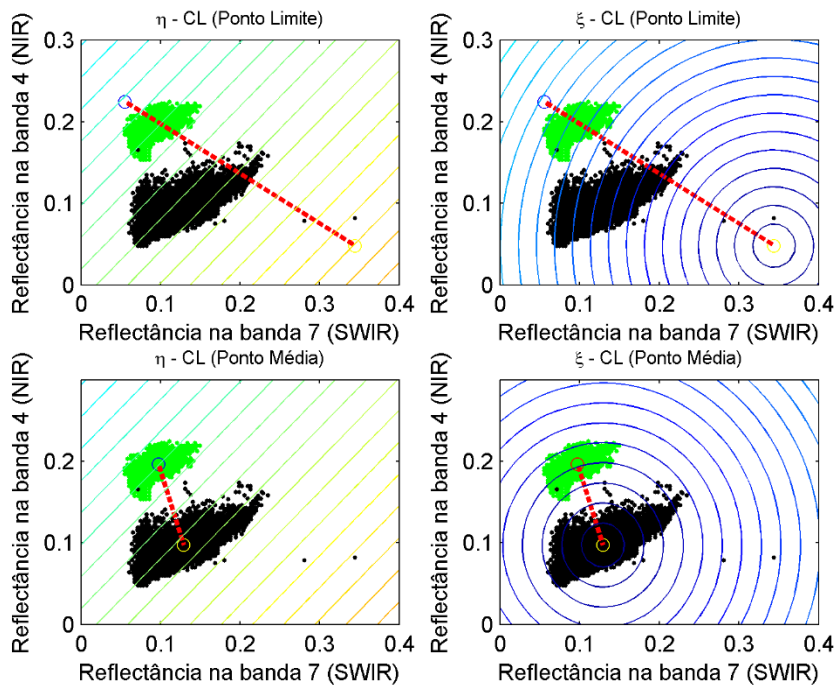 η - CL (Ponto Limite)
Reflectância na banda 4 (NIR)
0.3
0.2
0.1
0
0 0.1 0.2 0.3 0.4
Reflectância na banda 7 (SWIR)
ξ - CL (Ponto Limite)
Reflectância na banda 4 (NIR)
0.3
0.2
0.1
0
0 0.1 0.2 0.3 0.4
Reflectância na banda 7 (SWIR)
η - CL (Ponto Média)
Reflectância na banda 4 (NIR)
0.2
0.1
0
0 0.1 0.2 0.3 0.4
Reflectância na banda 7 (SWIR)
ξ - CL (Ponto Média)
Reflectância na banda 4 (NIR)
0.2
0.1
0
0 0.1 0.2 0.3 0.4
Reflectância na banda 7 (SWIR)